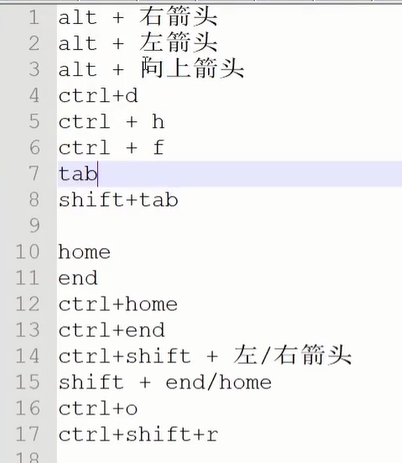 1 alt + 右箭头
2 alt + 左箭头
3 alt + 向上箭头
4 ctrl+d
5 ctrl + h
6 ctrl + f
7 tab
8 shift+tab
9
10 home
11 end
12 ctrl+home
13 ctrl+end
14 ctrl+shift + 左/右箭头
15 shift + end/home
16 ctrl+o
17 ctrl+shift+r
18